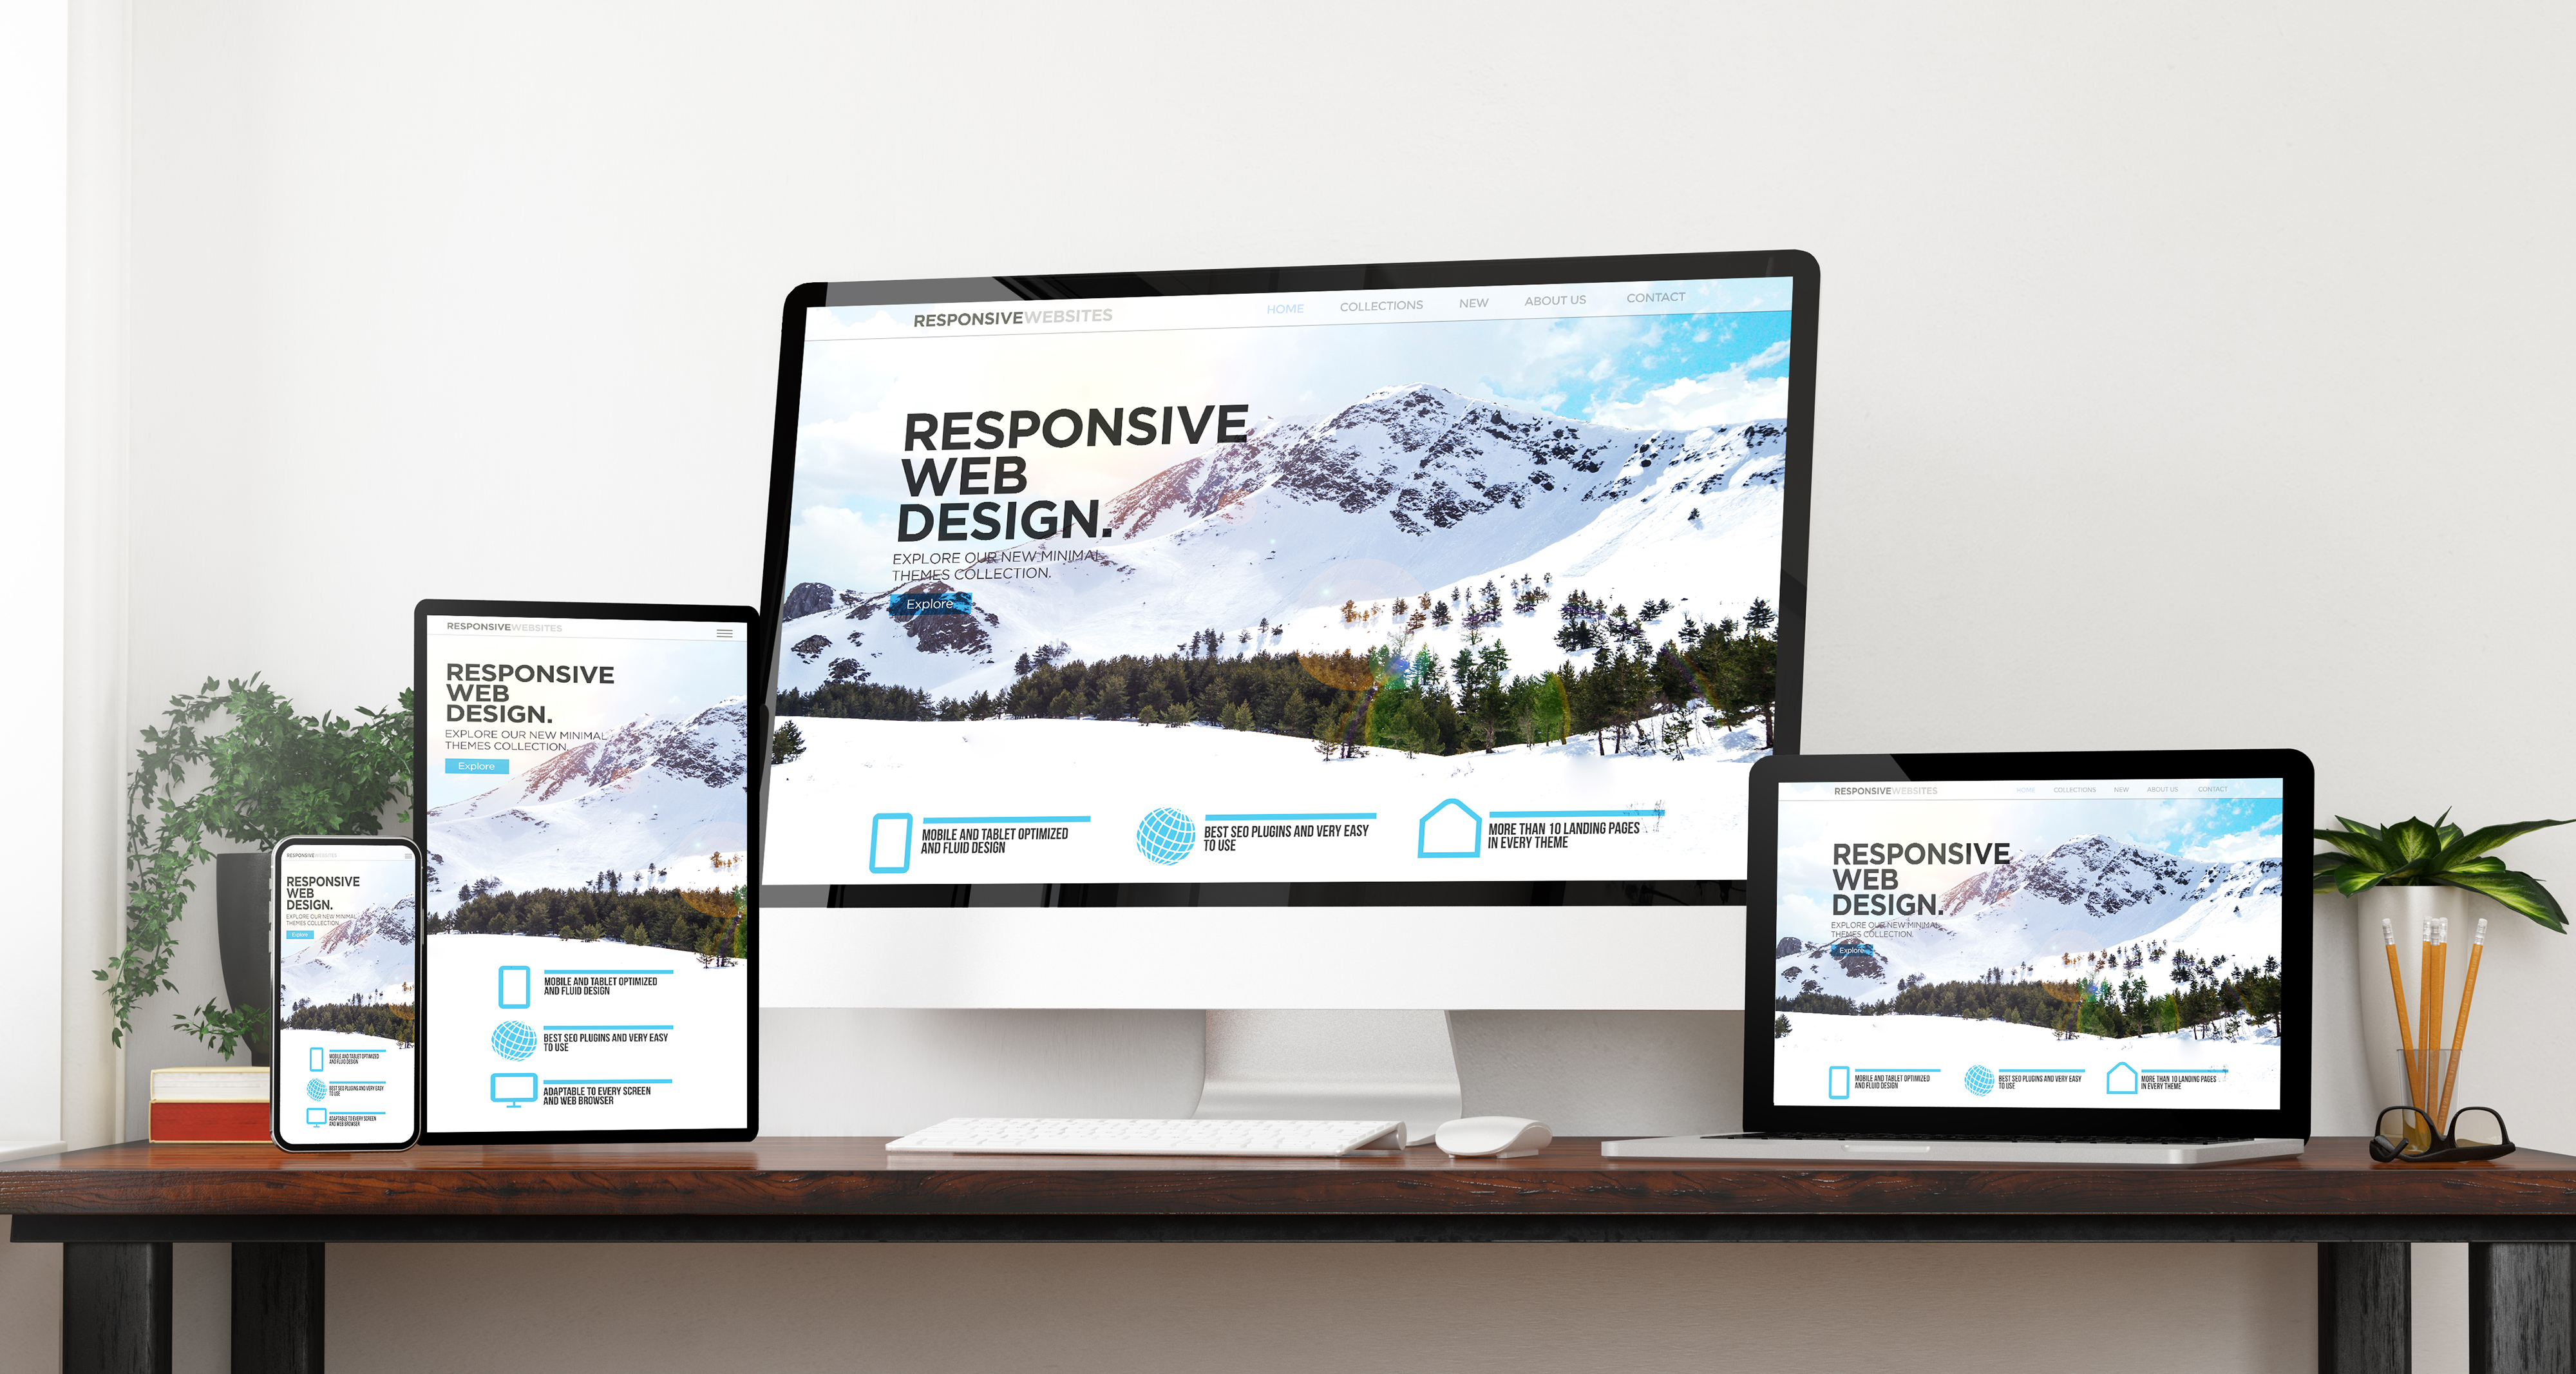 RESPONSIVEWEBSITES
HOME COLLECTIONS NEW ABOUT US CONTACT
RESPONSIVE
WEB
DESIGN.
EXPLORE OUR NEW MINIMAL
THEMES COLLECTION.
Explore
MOBILE AND TABLET OPTIMIZED
AND FLUID DESIGN
BEST SEO PLUGINS AND VERY EASY
TO USE
MORE THAN 10 LANDING PAGES
IN EVERY THEME
RESPONSIVEWEBSITES
RESPONSIVE
WEB
DESIGN.
EXPLORE OUR NEW MINIMAL
THEMES COLLECTION.
Explore
MOBILE AND TABLET OPTIMIZED
AND FLUID DESIGN
BEST SEO PLUGINS AND VERY EASY
TO USE
ADAPTABLE TO EVERY SCREEN
AND WEB BROWSER
RESPONSIVEWEBSITES
RESPONSIVE
WEB
DESIGN.
EXPLORE OUR NEW MINIMAL
THEMES COLLECTION.
Explore
MOBILE AND TABLET OPTIMIZED
AND FLUID DESIGN
BEST SEO PLUGINS AND VERY EASY
TO USE
ADAPTABLE TO EVERY SCREEN
AND WEB BROWSER
RESPONSIVEWEBSITES
HOME COLLECTIONS NEW ABOUT US CONTACT
RESPONSIVE
WEB
DESIGN.
EXPLORE OUR NEW MINIMAL
THEMES COLLECTION.
Explore
MOBILE AND TABLET OPTIMIZED
AND FLUID DESIGN
BEST SEO PLUGINS AND VERY EASY
TO USE
MORE THAN 10 LANDING PAGES
IN EVERY THEME